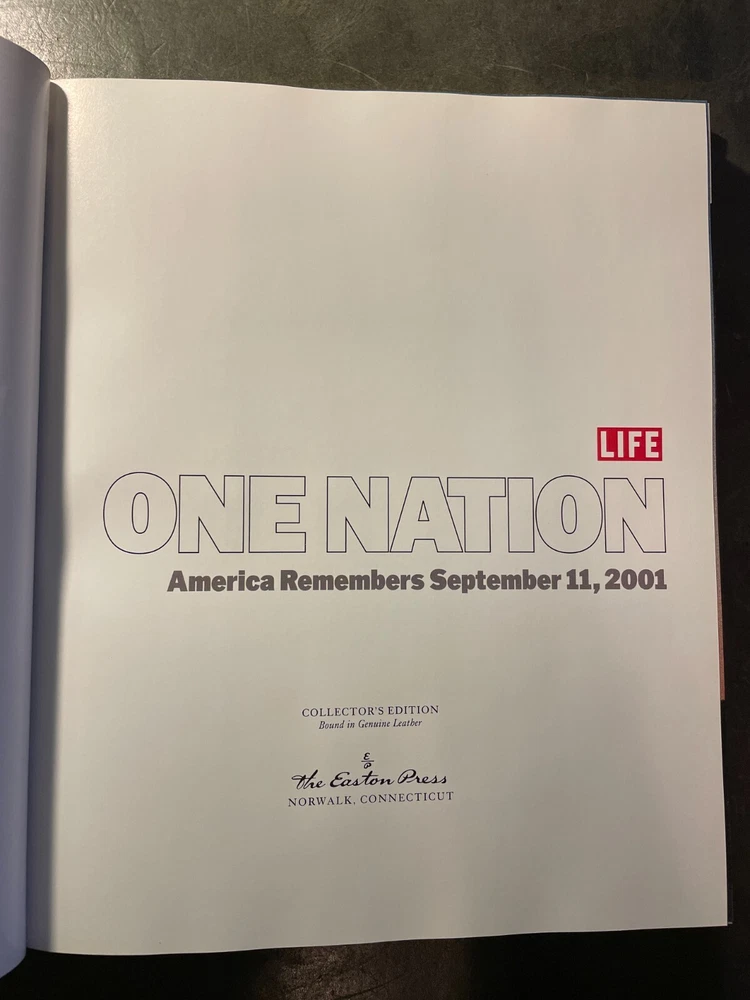 LIFE
ONE NATION
America Remembers September 11, 2001
COLLECTOR'S EDITION
Bound in Genuine Leather
E
P
The Easton Press
NORWALK, CONNECTICUT